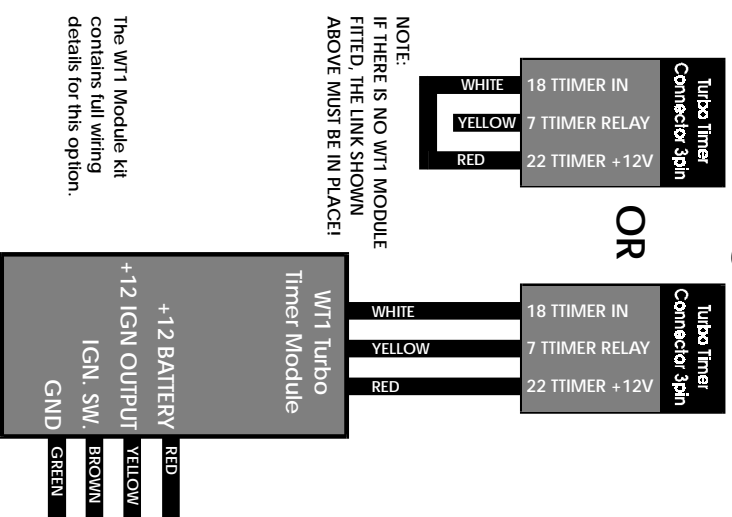 Turbo Timer
Connector 3pin
18 TTIMER IN
7 TTIMER RELAY
22 TTIMER +12V
WHITE
YELLOW
RED
NOTE:
IF THERE IS NO WT1 MODULE
FITTED, THE LINK SHOWN
ABOVE MUST BE IN PLACE!
The WT1 Module kit
contains full wiring
details for this option.
OR
Turbo Timer
Connector 3pin
18 TTIMER IN
7 TTIMER RELAY
22 TTIMER +12V
WHITE
YELLOW
RED
WT1 Turbo
Timer Module
+12 BATTERY
+12 IGN OUTPUT
IGN. SW.
GND
RED
YELLOW
BROWN
GREEN